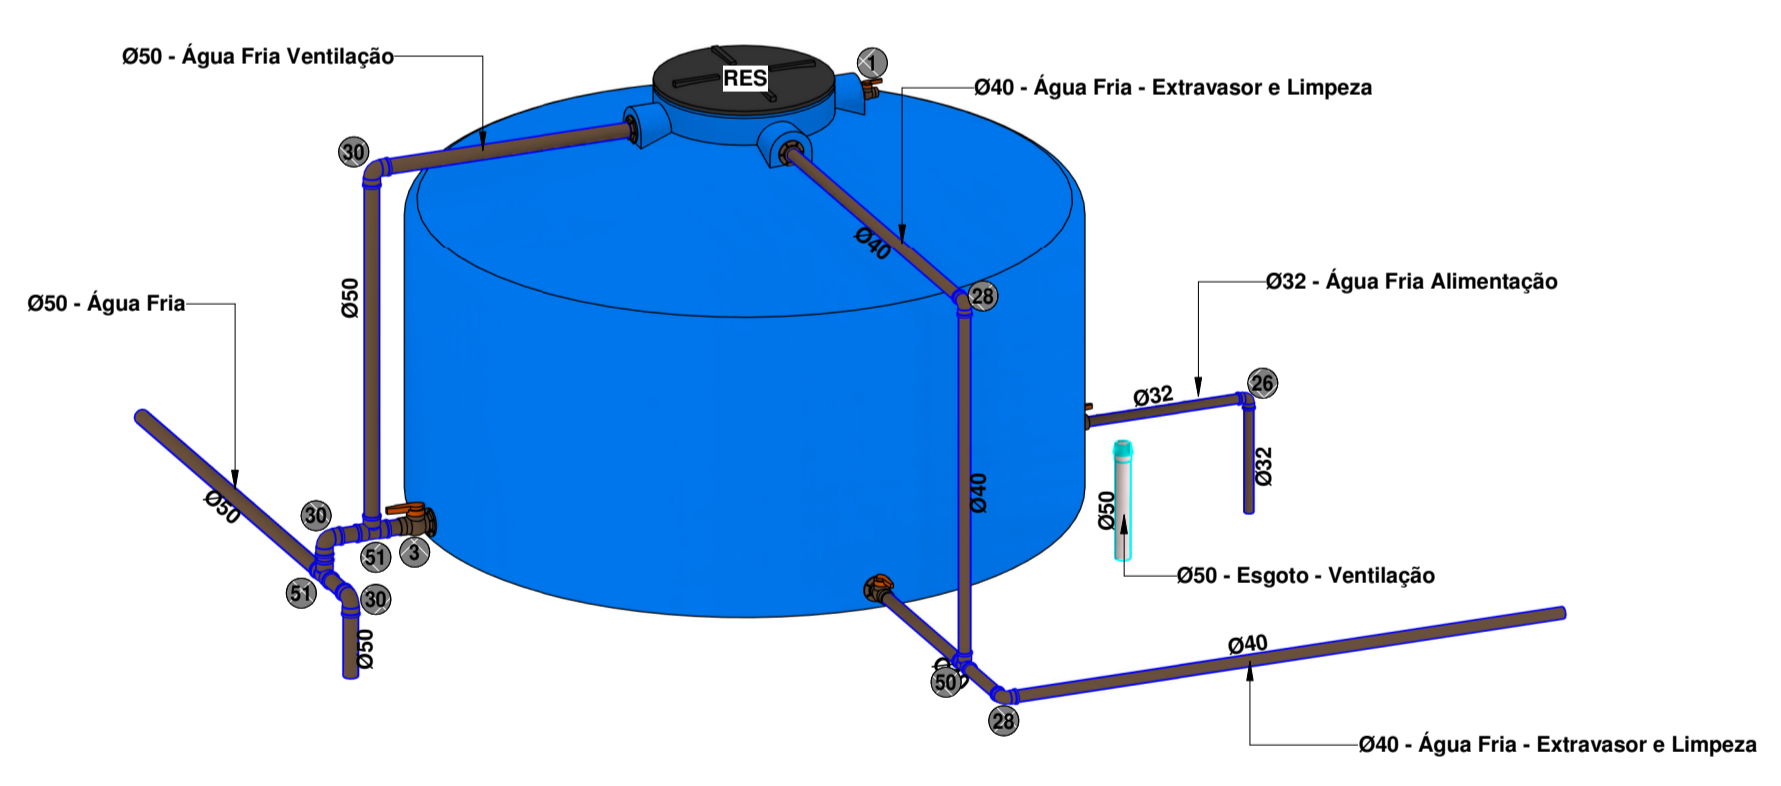 Ø50 - Água Fria Ventilação
RES
1
Ø40 - Água Fria - Extravasor e Limpeza
30
Ø40
Ø50
28
Ø50 - Água Fria
Ø32 - Água Fria Alimentação
26
Ø32
Ø32
Ø40
Ø50
Ø50
30
51
3
Ø50 - Esgoto - Ventilação
51
30
Ø50
Ø40
50
28
Ø40 - Água Fria - Extravasor e Limpeza